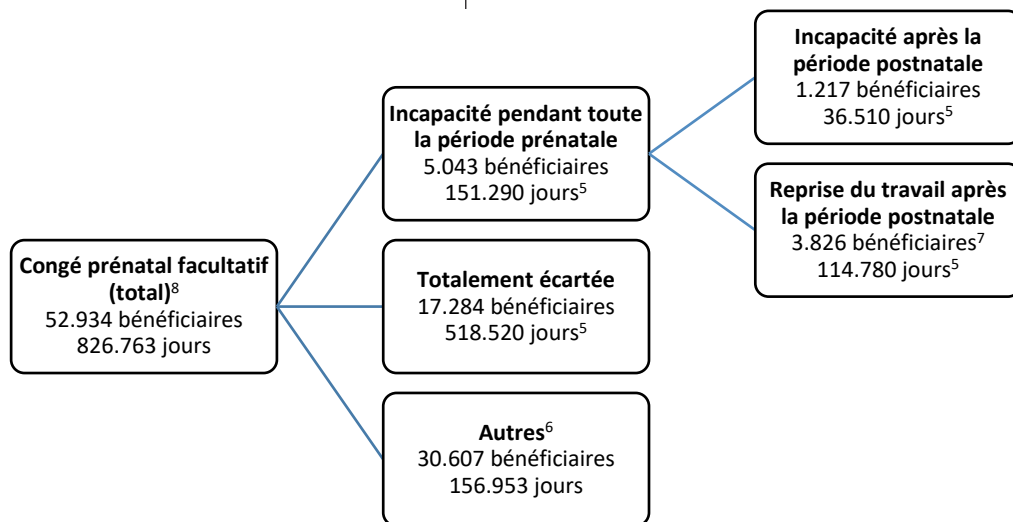 Congé prénatal facultatif
(total)⁸
52.934 bénéficiaires
826.763 jours
Incapacité pendant toute
la période prénatale
5.043 bénéficiaires
151.290 jours⁵
Totalement écartée
17.284 bénéficiaires
518.520 jours⁵
Autres⁶
30.607 bénéficiaires
156.953 jours
Incapacité après la
période postnatale
1.217 bénéficiaires
36.510 jours⁵
Reprise du travail après
la période postnatale
3.826 bénéficiaires⁷
114.780 jours⁵